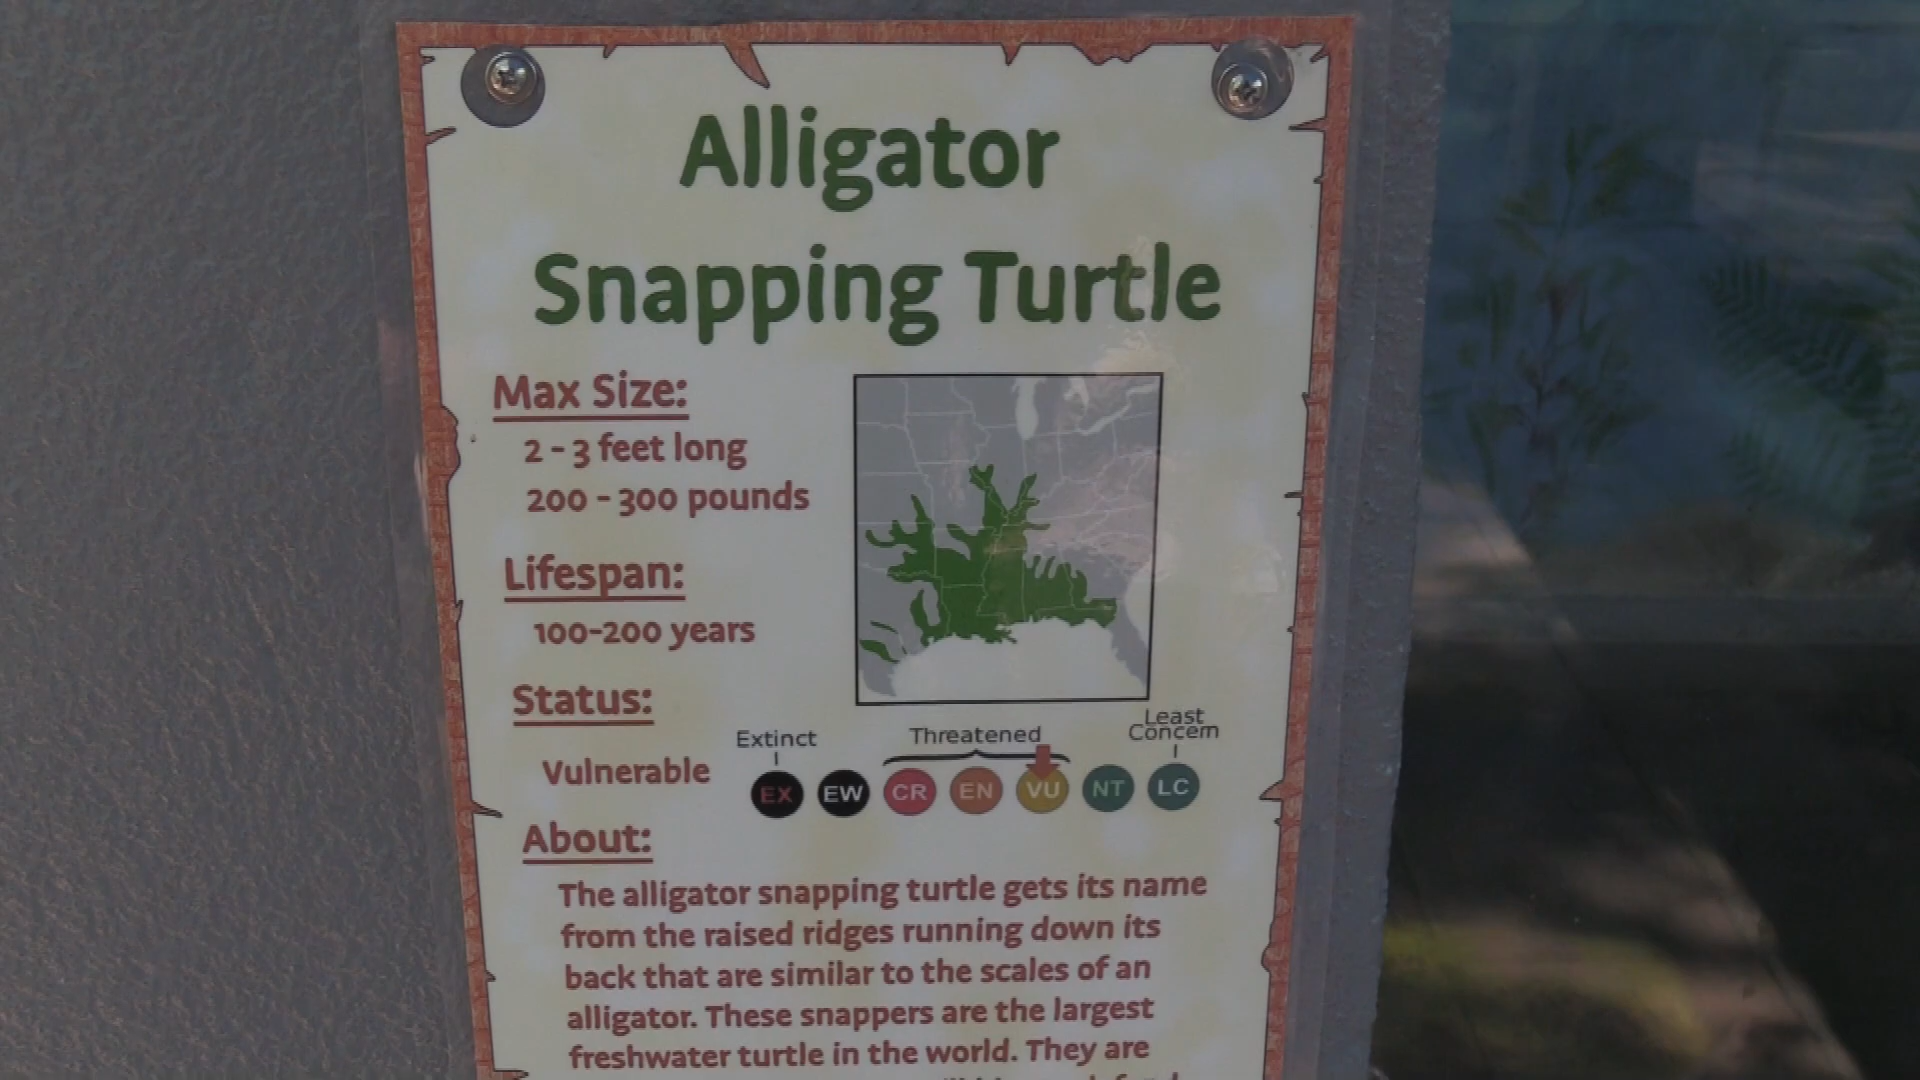 Alligator
Snapping Turtle
Max Size:
2 - 3 feet long
200 - 300 pounds
Lifespan:
100-200 years
Status:
Vulnerable
Extinct
Threatened
Least
Concern
EX EW CR EN VU NT LC
About:
The alligator snapping turtle gets its name
from the raised ridges running down its
back that are similar to the scales of an
alligator. These snappers are the largest
freshwater turtle in the world. They are